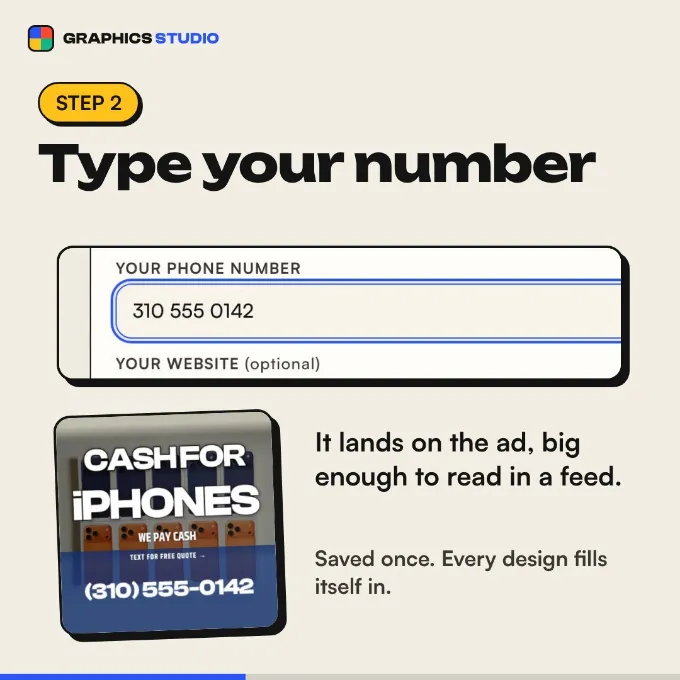 GRAPHICS STUDIO
STEP 2
Type your number
YOUR PHONE NUMBER
310 555 0142
YOUR WEBSITE (optional)
CASH FOR
iPHONES
WE PAY CASH
TEXT FOR FREE QUOTE →
(310) 555-0142
It lands on the ad, big
enough to read in a feed.
Saved once. Every design fills
itself in.